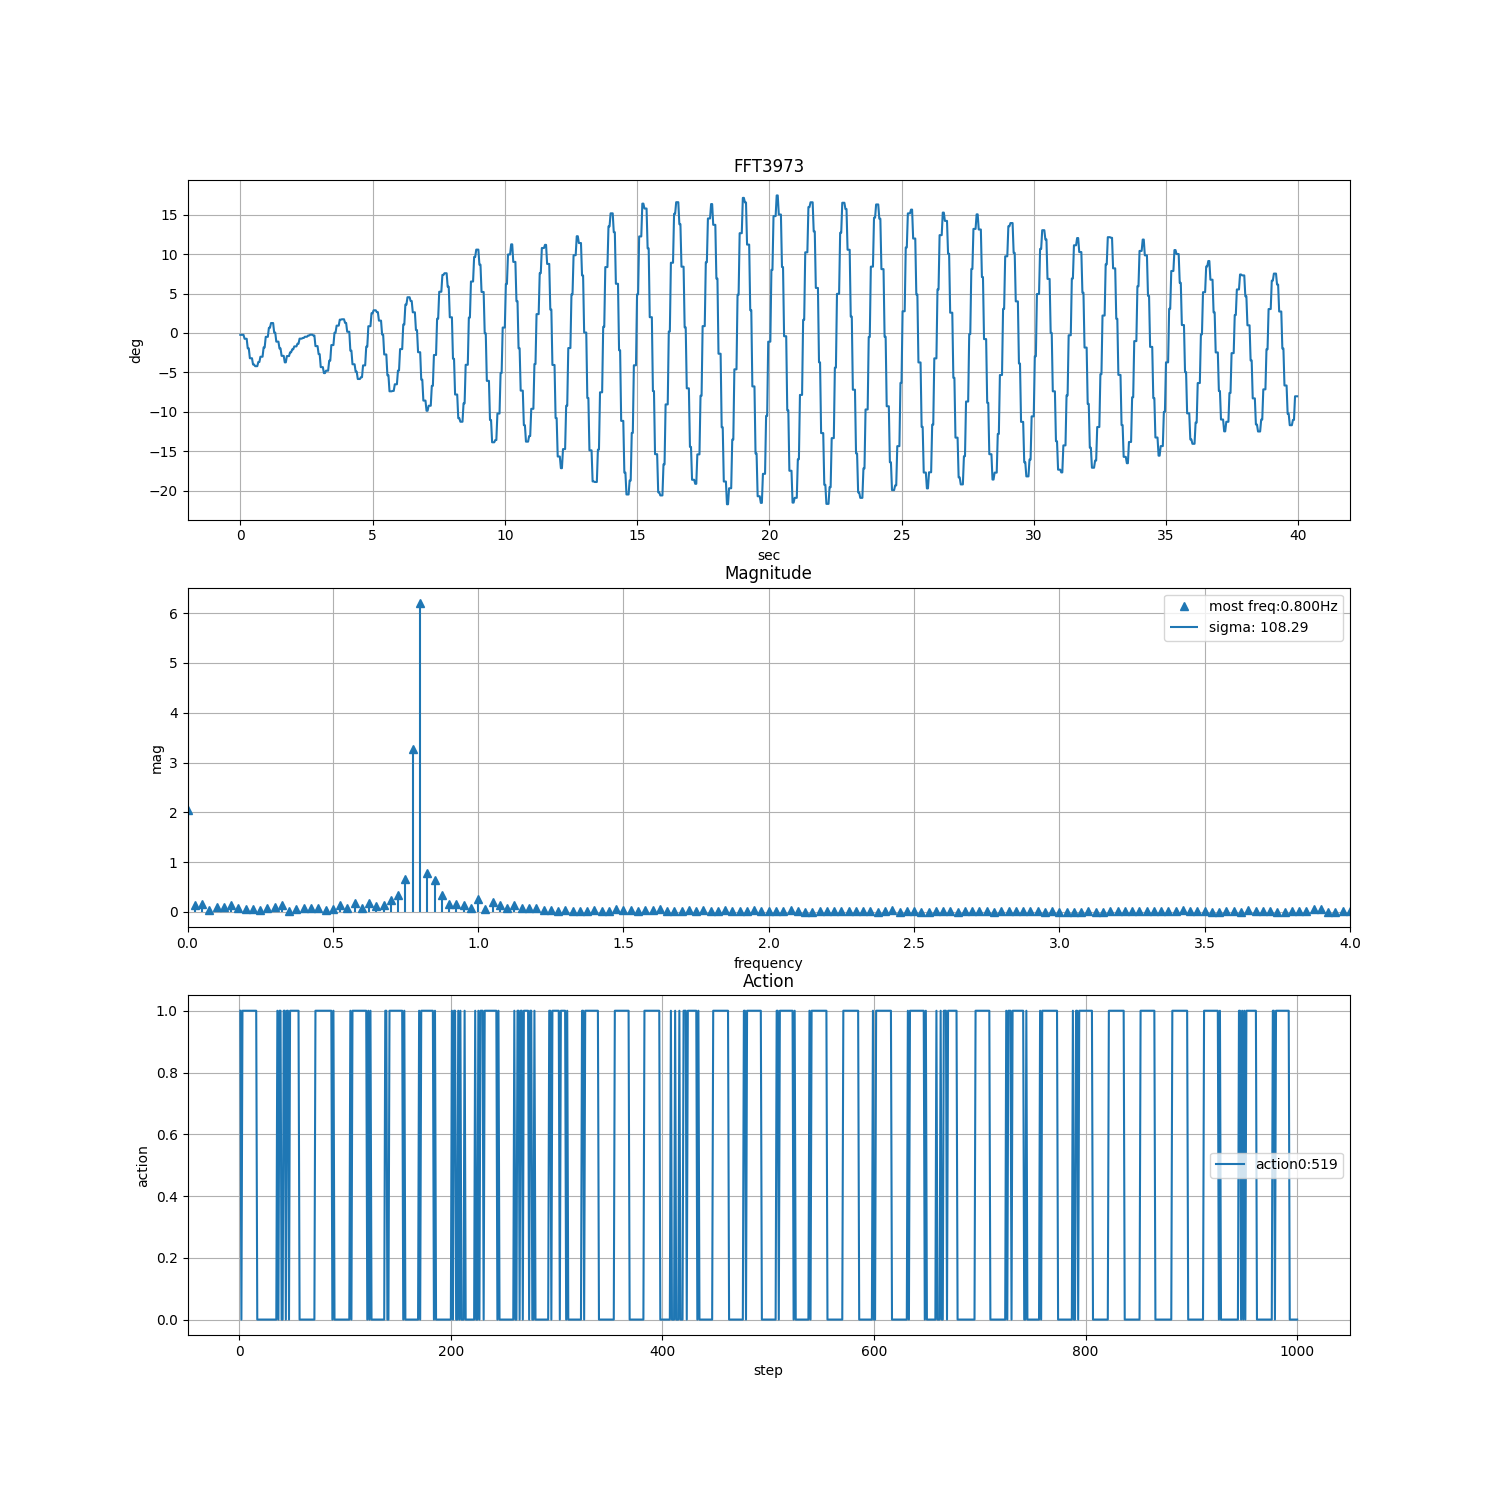 FFT3973
15
10
5
0
−5
−10
−15
−20
deg
0 5 10 15 20 25 30 35 40
sec
Magnitude
most freq:0.800Hz
sigma: 108.29
6
5
4
3
2
1
0
mag
0.0 0.5 1.0 1.5 2.0 2.5 3.0 3.5 4.0
frequency
Action
1.0
0.8
0.6
0.4
0.2
0.0
action
action0:519
0 200 400 600 800 1000
step